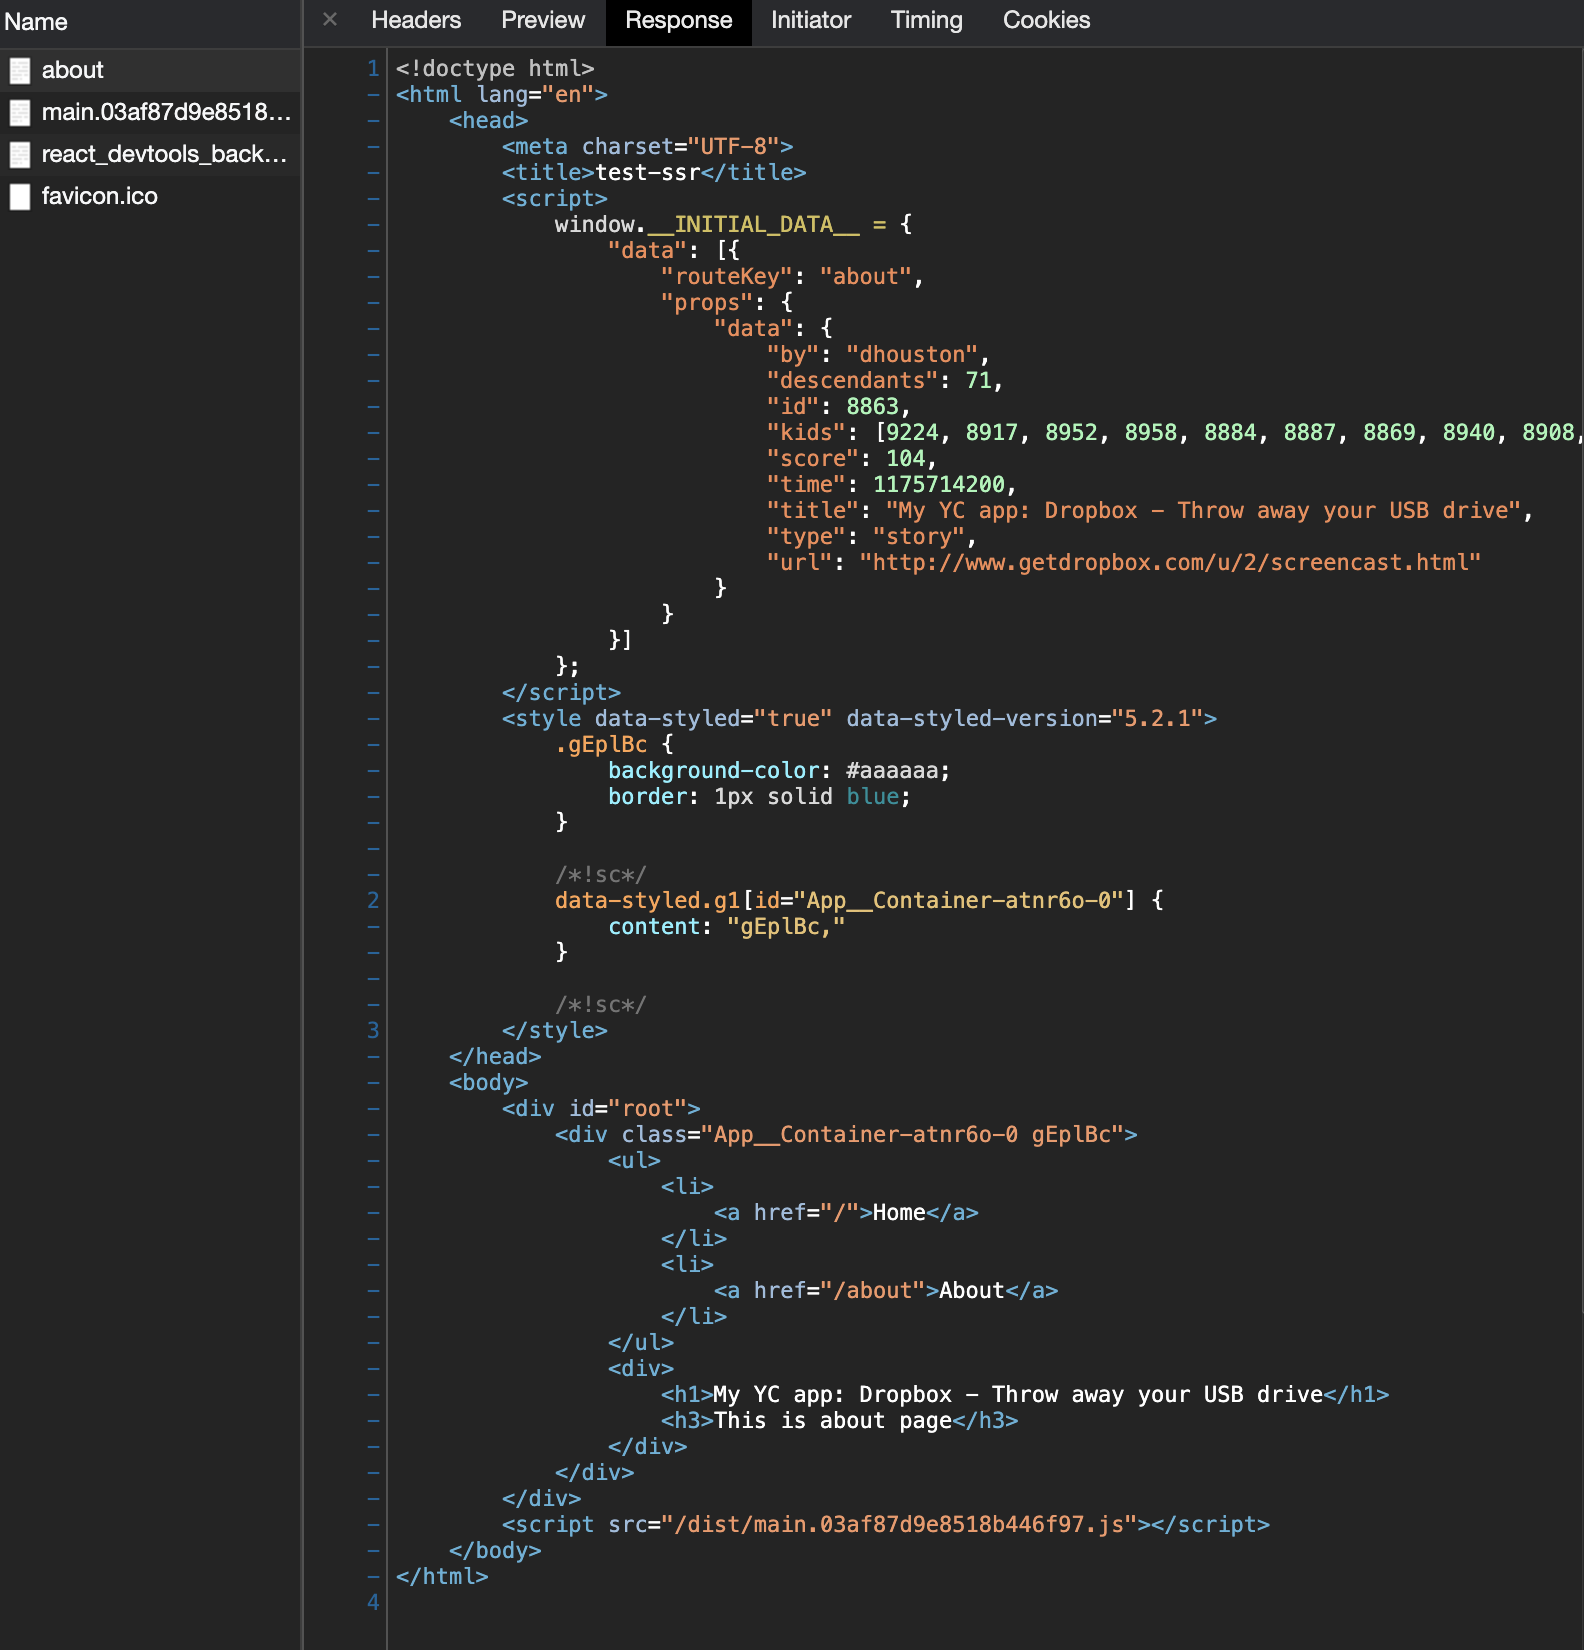 Name
about
main.03af87d9e8518...
react_devtools_back...
favicon.ico
× Headers Preview Response Initiator Timing Cookies
1 <!doctype html>
- <html lang="en">
- <head>
- <meta charset="UTF-8">
- <title>test-ssr</title>
- <script>
- window.__INITIAL_DATA__ = {
- "data": [{
- "routeKey": "about",
- "props": {
- "data": {
- "by": "dhouston",
- "descendants": 71,
- "id": 8863,
- "kids": [9224, 8917, 8952, 8958, 8884, 8887, 8869, 8940, 8908,
- "score": 104,
- "time": 1175714200,
- "title": "My YC app: Dropbox - Throw away your USB drive",
- "type": "story",
- "url": "http://www.getdropbox.com/u/2/screencast.html"
- }
- }
- }]
- };
- </script>
- <style data-styled="true" data-styled-version="5.2.1">
- .gEplBc {
- background-color: #aaaaaa;
- border: 1px solid blue;
- }
-
- /*!sc*/
2 data-styled.g1[id="App__Container-atnr6o-0"] {
- content: "gEplBc,"
- }
-
- /*!sc*/
3 </style>
- </head>
- <body>
- <div id="root">
- <div class="App__Container-atnr6o-0 gEplBc">
- <ul>
- <li>
- <a href="/">Home</a>
- </li>
- <li>
- <a href="/about">About</a>
- </li>
- </ul>
- <div>
- <h1>My YC app: Dropbox - Throw away your USB drive</h1>
- <h3>This is about page</h3>
- </div>
- </div>
- </div>
- <script src="/dist/main.03af87d9e8518b446f97.js"></script>
- </body>
- </html>
4